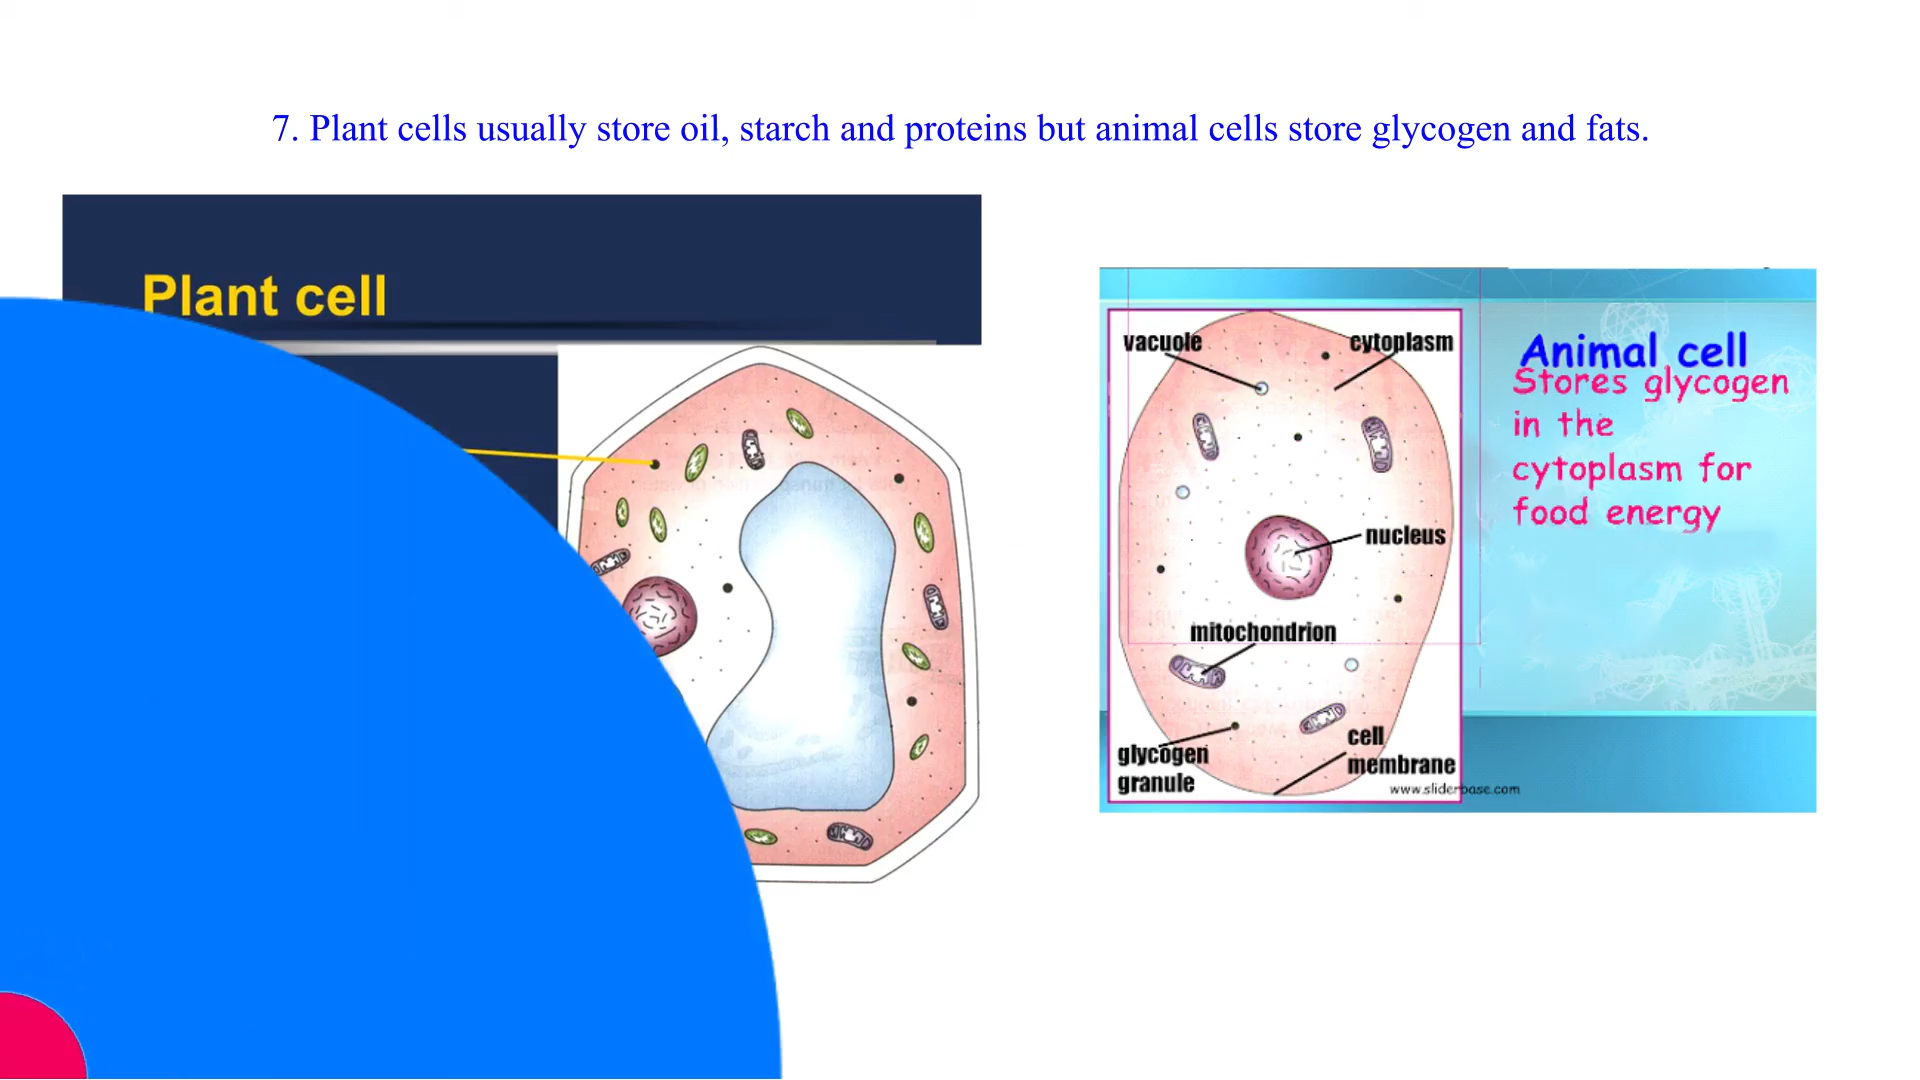 7. Plant cells usually store oil, starch and proteins but animal cells store glycogen and fats.
Plant cell
vacuole
cytoplasm
nucleus
mitochondrion
glycogen
granule
cell
membrane
www.sliderbase.com
Animal cell
Stores glycogen
in the
cytoplasm for
food energy